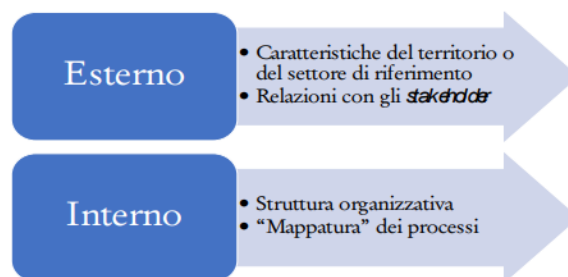 Esterno
• Caratteristiche del territorio o
del settore di riferimento
• Relazioni con gli stakeholder
Interno
• Struttura organizzativa
• “Mappatura” dei processi